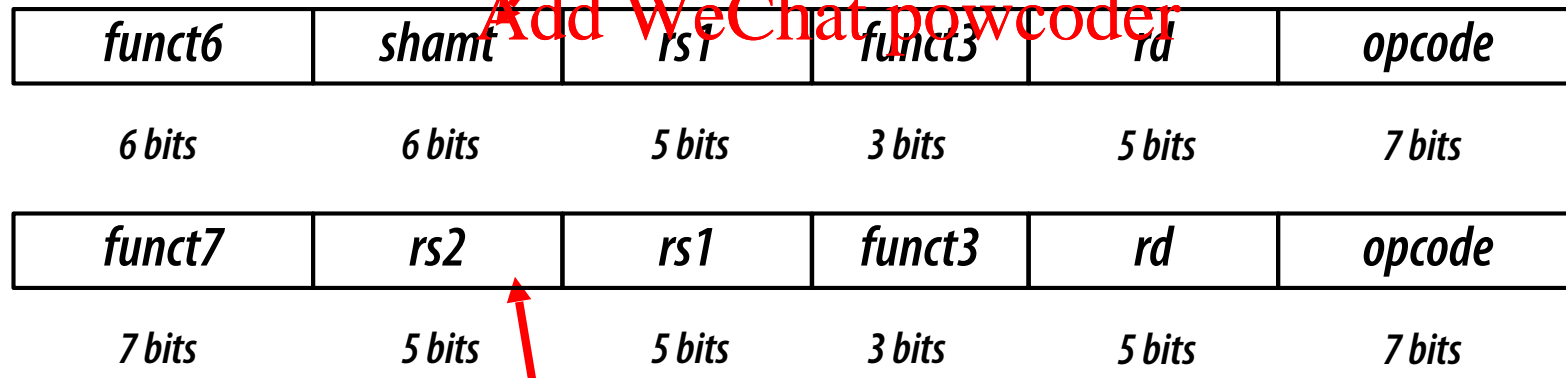 Add WeChat powcoder
funct6 shamt rs1 funct3 rd opcode
6 bits 6 bits 5 bits 3 bits 5 bits 7 bits
funct7 rs2 rs1 funct3 rd opcode
7 bits 5 bits 5 bits 3 bits 5 bits 7 bits